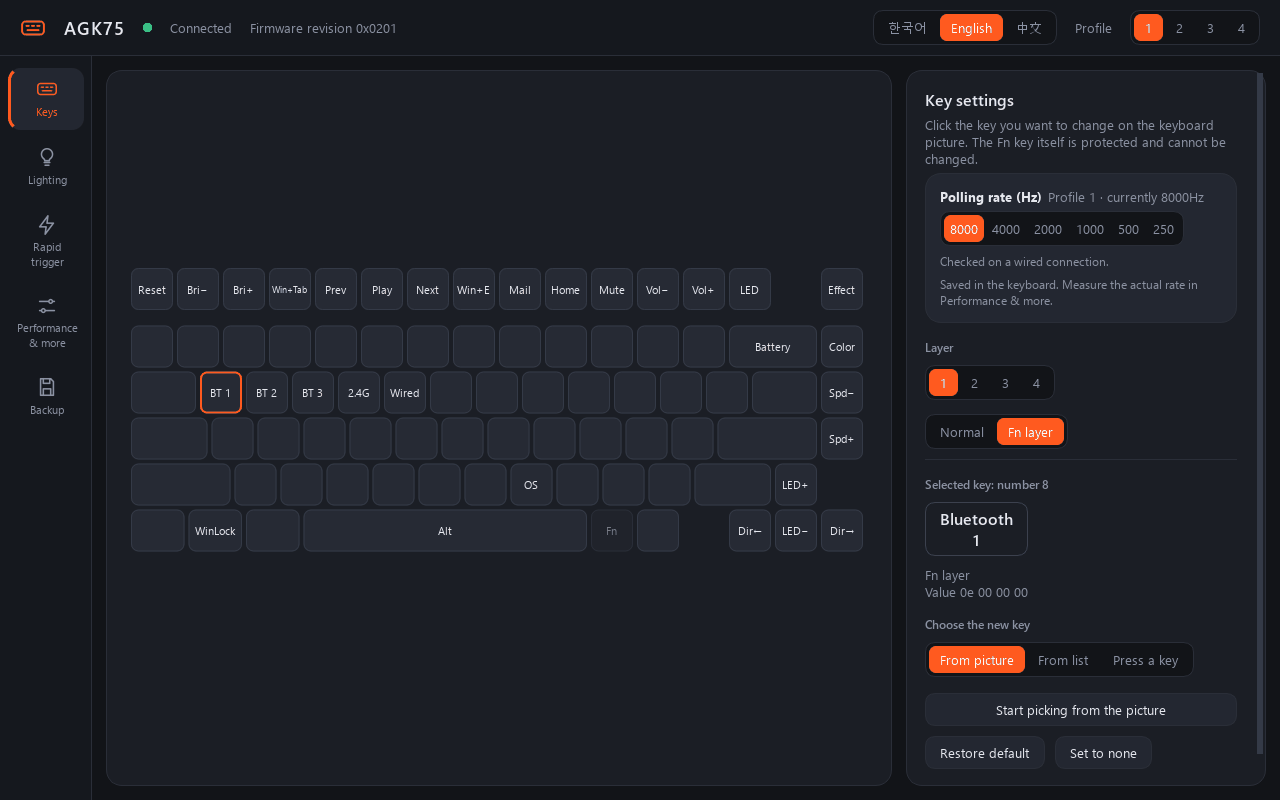 AGK75
Connected
Firmware revision 0x0201
한국어
English
中文
Profile
1
2
3
4
Keys
Lighting
Rapid
trigger
Performance
& more
Backup
Reset
Bri−
Bri+
Win+Tab
Prev
Play
Next
Win+E
Mail
Home
Mute
Vol−
Vol+
LED
Effect
Battery
Color
BT 1
BT 2
BT 3
2.4G
Wired
Spd−
Spd+
OS
LED+
WinLock
Alt
Fn
Dir←
LED−
Dir→
Key settings
Click the key you want to change on the keyboard
picture. The Fn key itself is protected and cannot be
changed.
Polling rate (Hz) Profile 1 · currently 8000Hz
8000
4000
2000
1000
500
250
Checked on a wired connection.
Saved in the keyboard. Measure the actual rate in
Performance & more.
Layer
1
2
3
4
Normal
Fn layer
Selected key: number 8
Bluetooth
1
Fn layer
Value 0e 00 00 00
Choose the new key
From picture
From list
Press a key
Start picking from the picture
Restore default
Set to none